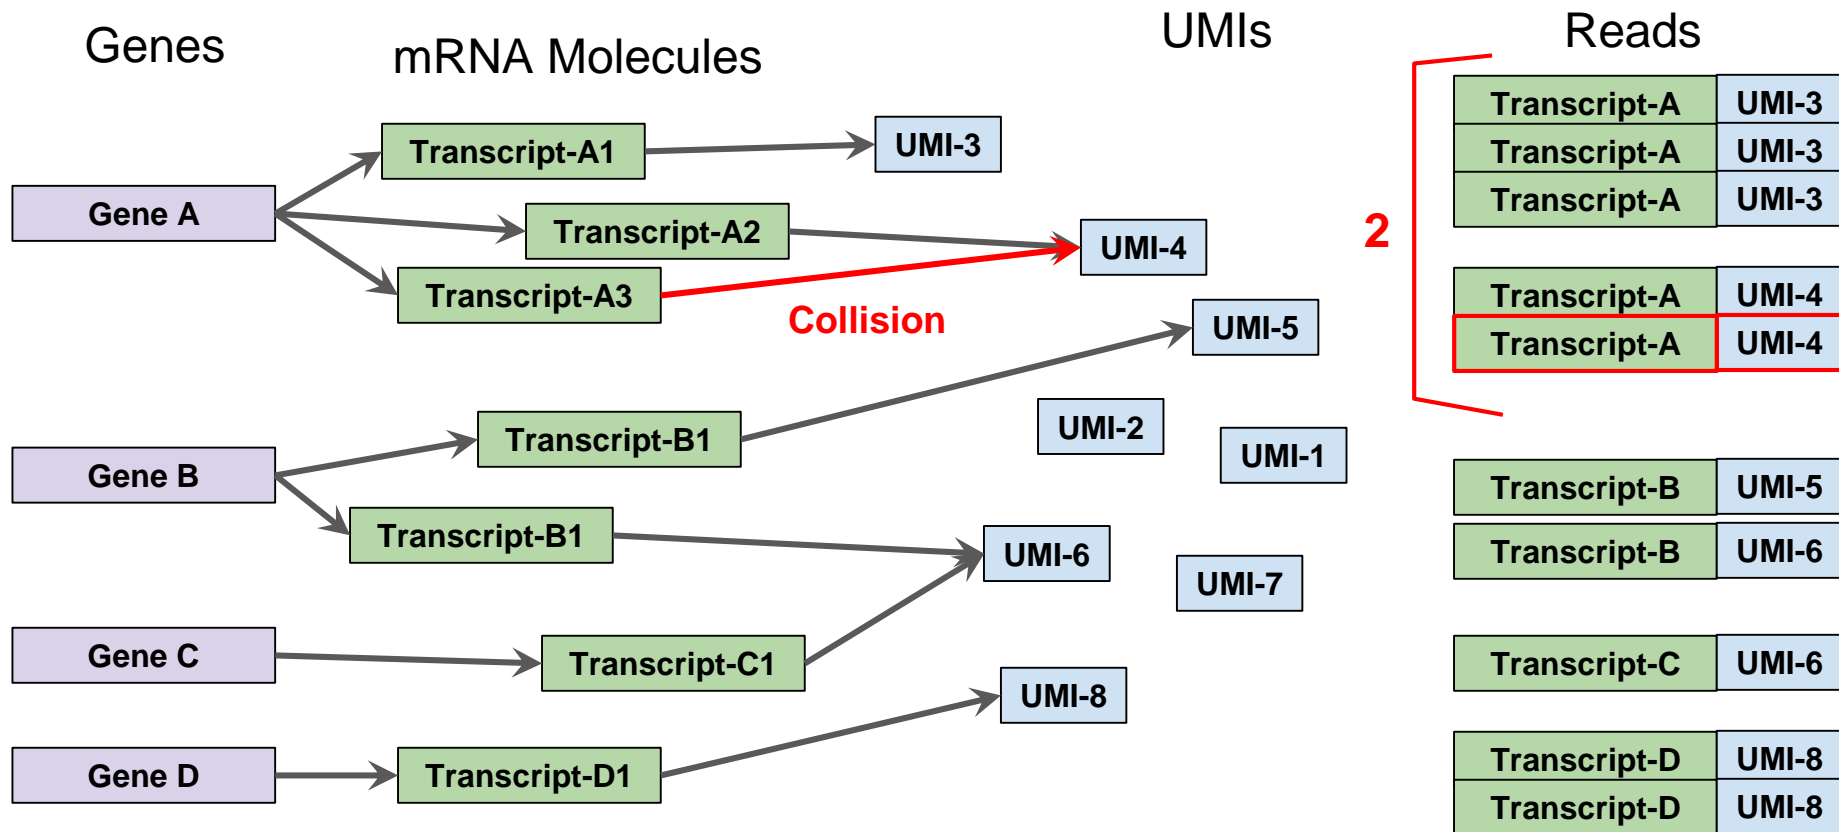 Genes
mRNA Molecules
UMIs
Reads
Gene A
Transcript-A1
UMI-3
Transcript-A2
UMI-4
Transcript-A3
Collision
UMI-5
2
Transcript-A UMI-3
Transcript-A UMI-3
Transcript-A UMI-3
Transcript-A UMI-4
Transcript-A UMI-4
Gene B
Transcript-B1
UMI-2
UMI-1
Transcript-B1
UMI-6
UMI-7
Transcript-B UMI-5
Transcript-B UMI-6
Gene C
Transcript-C1
Transcript-C UMI-6
Gene D
Transcript-D1
UMI-8
Transcript-D UMI-8
Transcript-D UMI-8